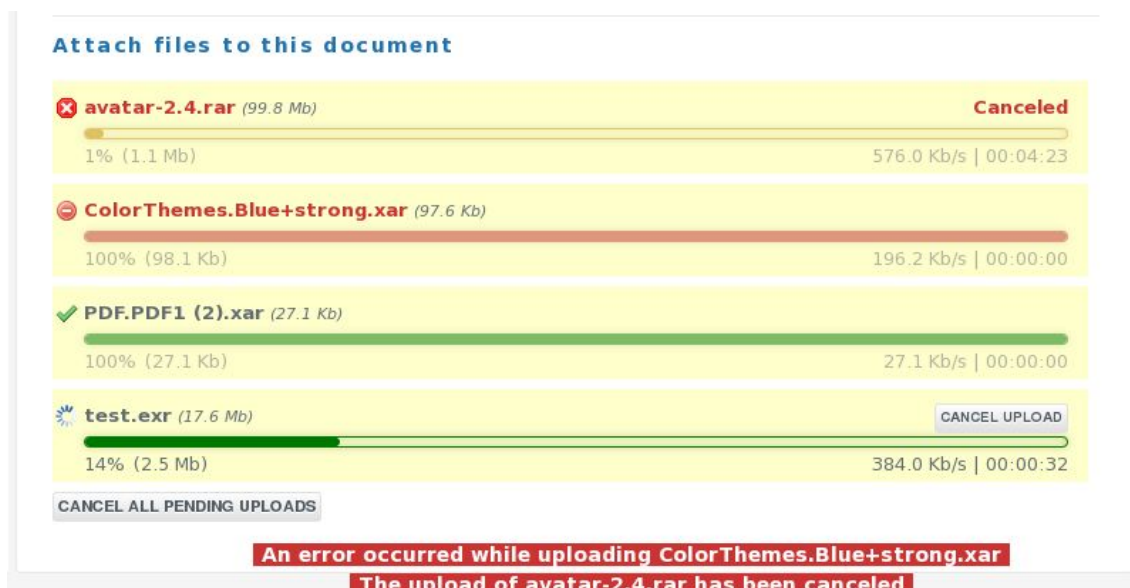 Attach files to this document
avatar-2.4.rar (99.8 Mb) Canceled
1% (1.1 Mb) 576.0 Kb/s | 00:04:23
ColorThemes.Blue+strong.xar (97.6 Kb)
100% (98.1 Kb) 196.2 Kb/s | 00:00:00
PDF.PDF1 (2).xar (27.1 Kb)
100% (27.1 Kb) 27.1 Kb/s | 00:00:00
test.exr (17.6 Mb) CANCEL UPLOAD
14% (2.5 Mb) 384.0 Kb/s | 00:00:32
CANCEL ALL PENDING UPLOADS
An error occurred while uploading ColorThemes.Blue+strong.xar
The upload of avatar-2.4.rar has been canceled